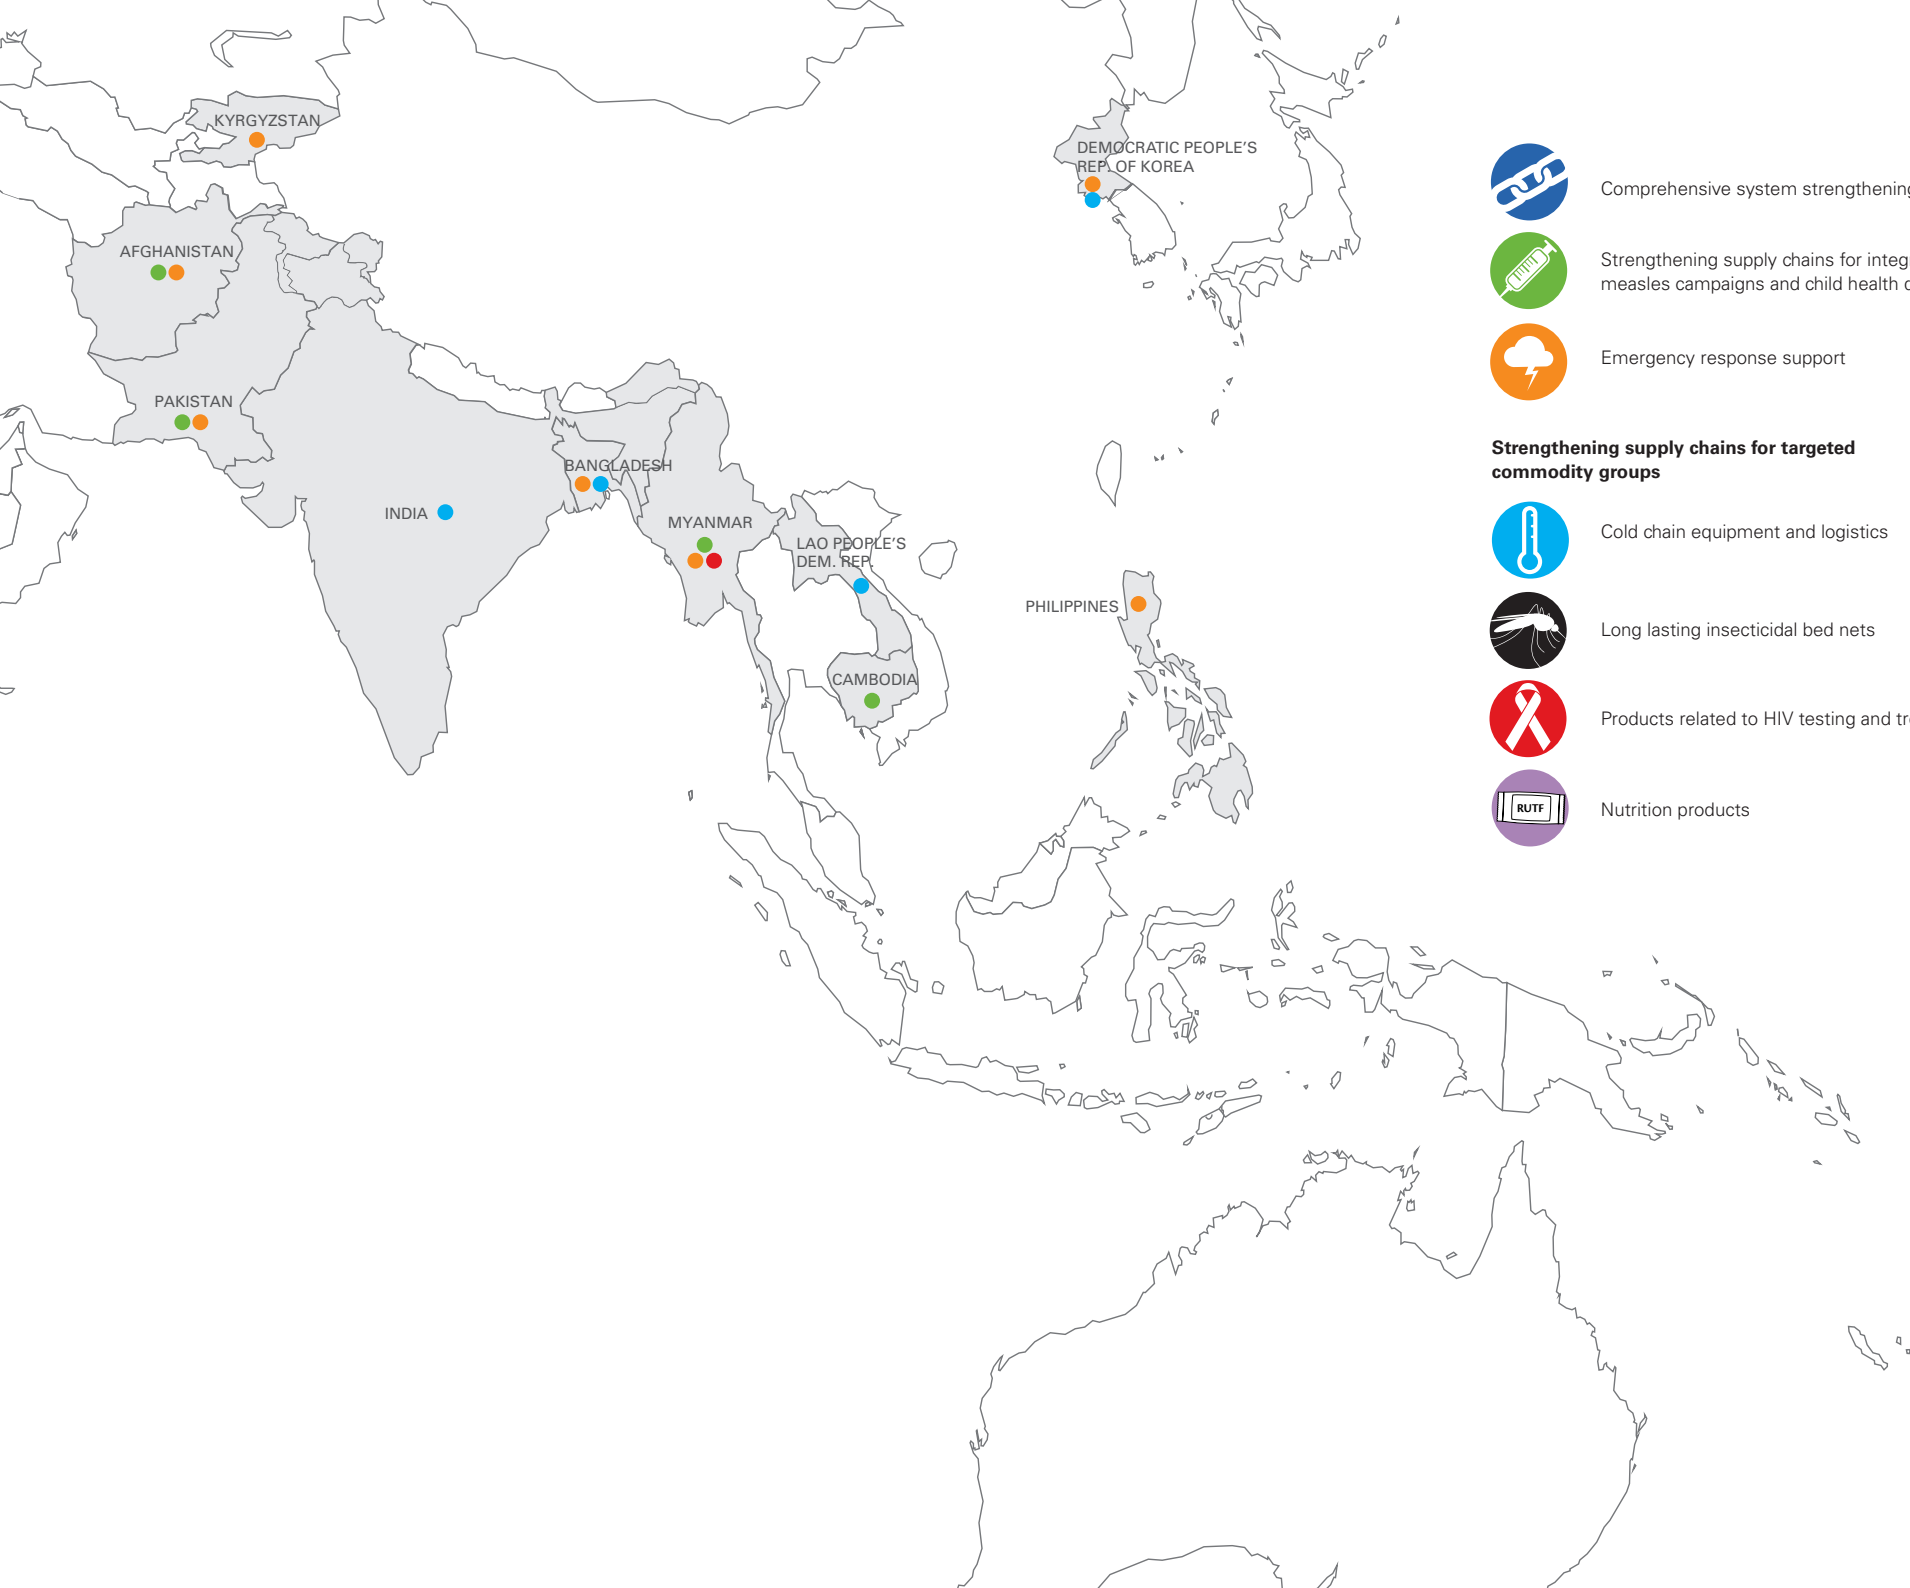 KYRGYZSTAN
DEMOCRATIC PEOPLE'S
REP. OF KOREA
AFGHANISTAN
PAKISTAN
BANGLADESH
INDIA
MYANMAR
LAO PEOPLE'S
DEM. REP.
PHILIPPINES
CAMBODIA
Comprehensive system strengthening
Strengthening supply chains for
measles campaigns and child health
Emergency response support
Strengthening supply chains for targeted
commodity groups
Cold chain equipment and logistics
Long lasting insecticidal bed nets
Products related to HIV testing and
RUTF
Nutrition products